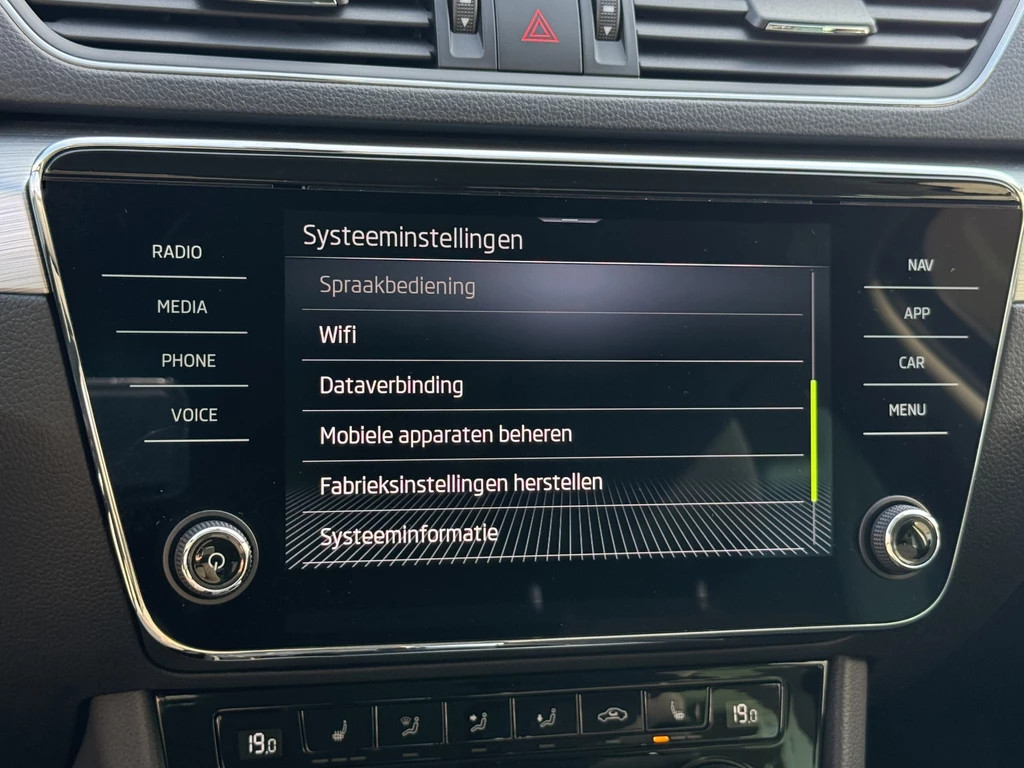 Systeeminstellingen
RADIO
Spraakbediening
NAV
MEDIA
Wifi
APP
PHONE
Dataverbinding
CAR
VOICE
Mobiele apparaten beheren
MENU
Fabrieksinstellingen herstellen
Systeeminformatie
19.0
19.0